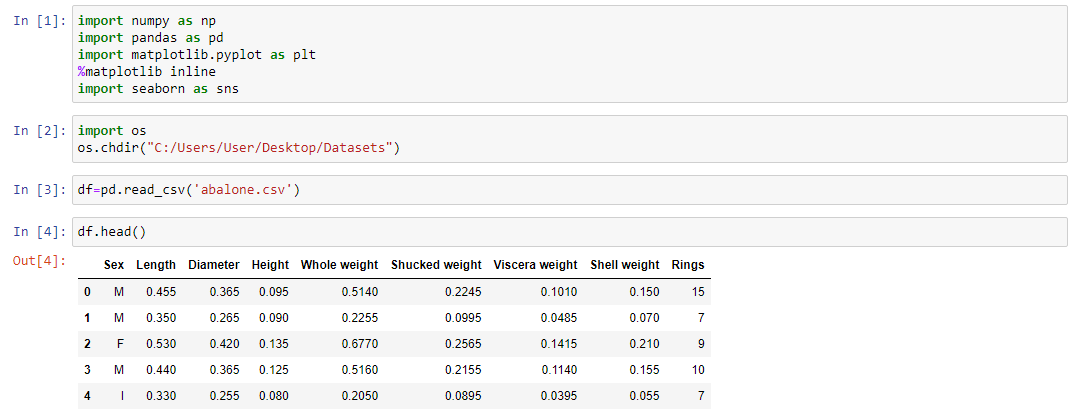 In [1]: import numpy as np
import pandas as pd
import matplotlib.pyplot as plt
%matplotlib inline
import seaborn as sns
In [2]: import os
os.chdir("C:/Users/User/Desktop/Datasets")
In [3]: df=pd.read_csv('abalone.csv')
In [4]: df.head()
Out[4]:
Sex Length Diameter Height Whole weight Shucked weight Viscera weight Shell weight Rings
0 M 0.455 0.365 0.095 0.5140 0.2245 0.1010 0.150 15
1 M 0.350 0.265 0.090 0.2255 0.0995 0.0485 0.070 7
2 F 0.530 0.420 0.135 0.6770 0.2565 0.1415 0.210 9
3 M 0.440 0.365 0.125 0.5160 0.2155 0.1140 0.155 10
4 I 0.330 0.255 0.080 0.2050 0.0895 0.0395 0.055 7